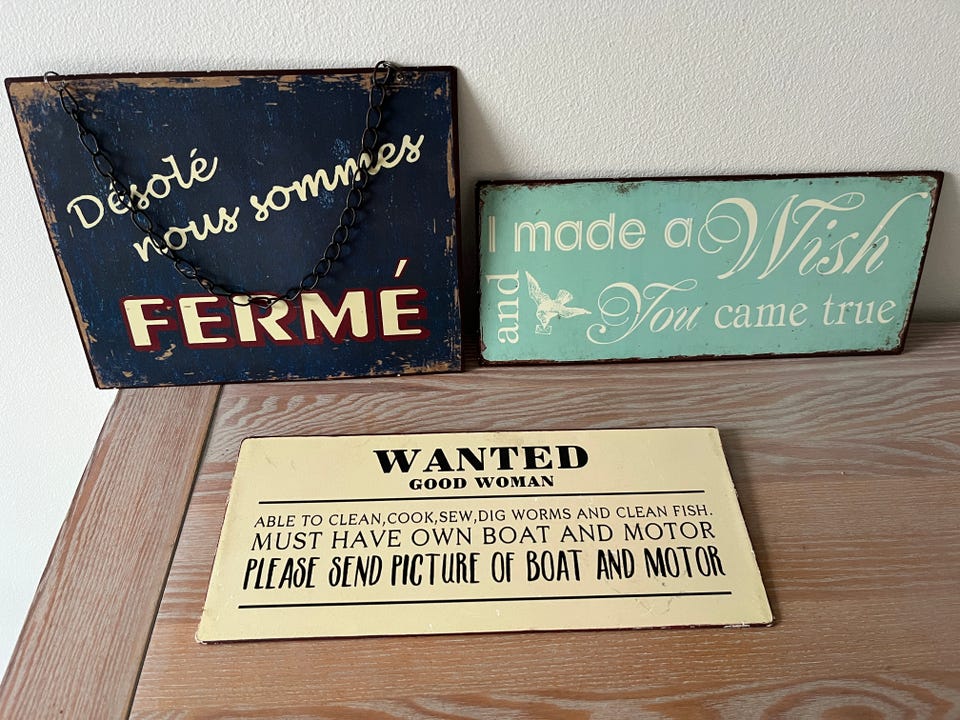 Désolé
nous sommes
FERMÉ
I made a Wish
and You came true
WANTED
GOOD WOMAN
ABLE TO CLEAN,COOK,SEW,DIG WORMS AND CLEAN FISH.
MUST HAVE OWN BOAT AND MOTOR
PLEASE SEND PICTURE OF BOAT AND MOTOR